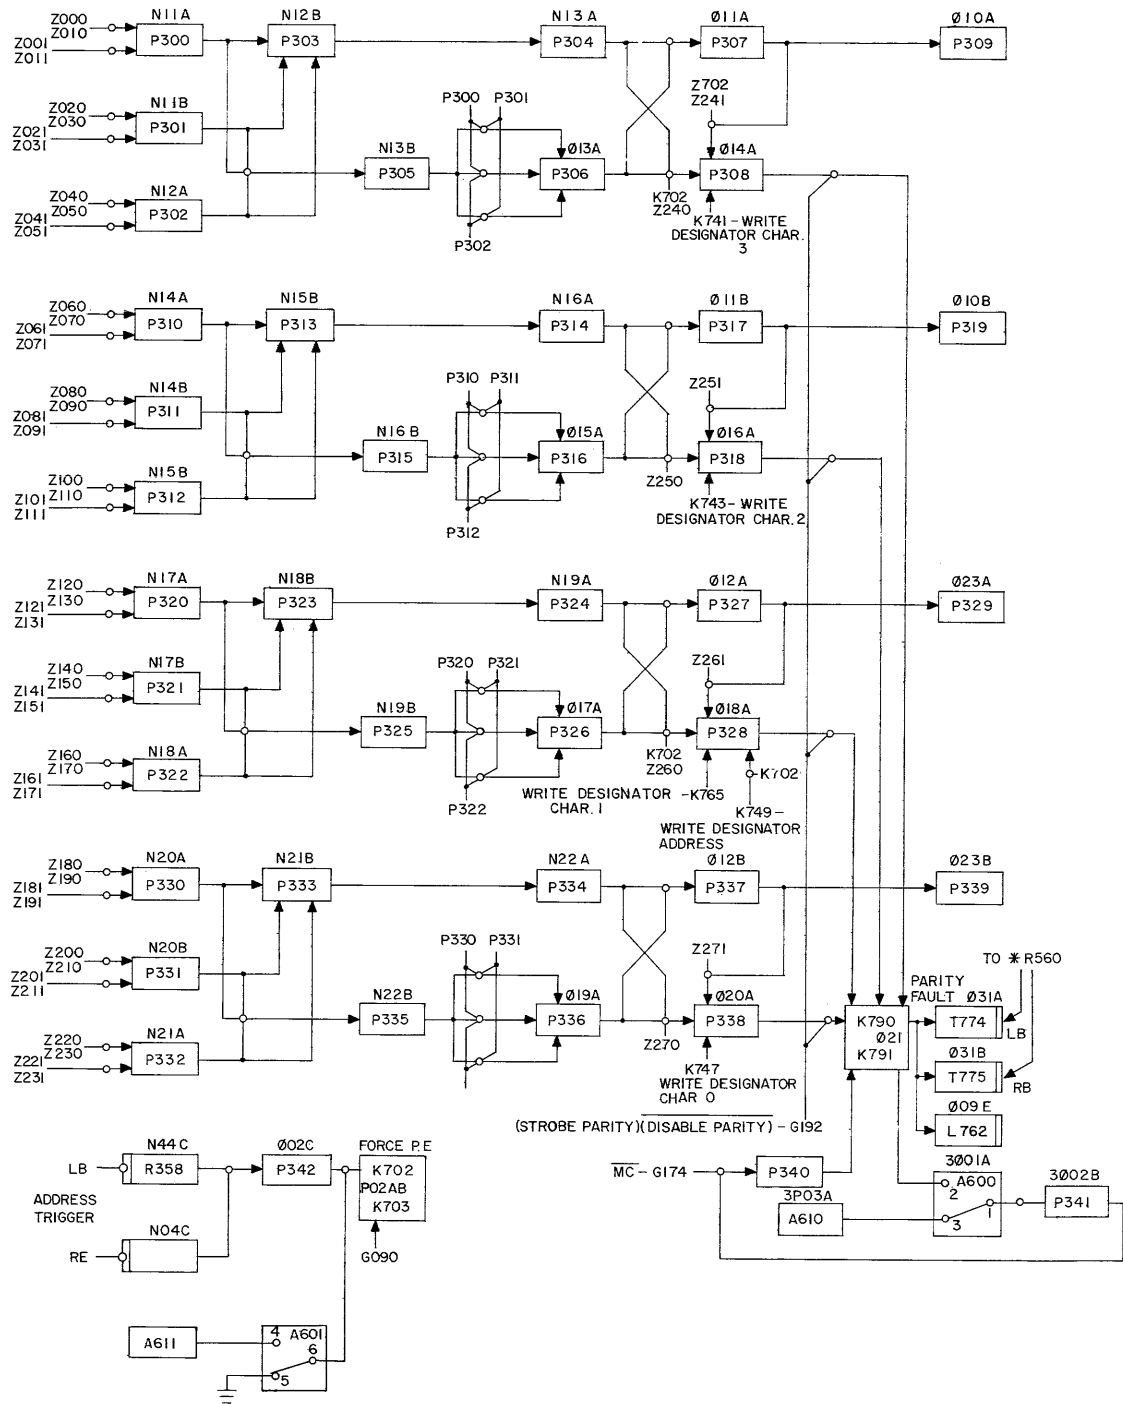 N11A
N12B
N13A
Ø11A
Ø10A
Z000
Z010
Z001
Z011
P300
P303
P304
P307
P309
N11B
Z020
Z030
Z021
Z031
P301
P300 P301
Z702
Z241
N13B
Ø13A
Ø14A
P305
P306
P308
N12A
Z040
Z050
Z041
Z051
P302
P302
K702
Z240
K741-WRITE
DESIGNATOR CHAR.
3
N14A
N15B
N16A
Ø11B
Ø10B
Z060
Z070
Z061
Z071
P310
P313
P314
P317
P319
N14B
Z080
Z090
Z081
Z091
P311
P310 P311
Z251
N16B
Ø15A
Ø16A
P315
P316
P318
N15B
Z100
Z110
Z101
Z111
P312
P312
Z250
K743-WRITE
DESIGNATOR CHAR.2
N17A
N18B
N19A
Ø12A
Ø23A
Z120
Z130
Z121
Z131
P320
P323
P324
P327
P329
N17B
Z140
Z150
Z141
Z151
P321
P320 P321
Z261
N19B
Ø17A
Ø18A
P325
P326
P328
N18A
Z160
Z170
Z161
Z171
P322
P322
K702
Z260
K702
WRITE DESIGNATOR -K765
CHAR. 1
K749-
WRITE DESIGNATOR
ADDRESS
N20A
N21B
N22A
Ø12B
Ø23B
Z180
Z190
Z181
Z191
P330
P333
P334
P337
P339
N20B
Z200
Z210
Z201
Z211
P331
P330 P331
Z271
TO * R560
N22B
Ø19A
Ø20A
P335
P336
P338
PARITY
FAULT
Ø31A
K790
Ø21
K791
T774
LB
N21A
Z220
Z230
Z221
Z231
P332
Z270
K747
WRITE DESIGNATOR
CHAR 0
Ø31B
T775
RB
(STROBE PARITY)(DISABLE PARITY)-G192
Ø09E
L762
N44C
Ø02C
FORCE P.E
LB
R358
P342
K702
P02AB
K703
MC-G174
P340
3Ø01A
A600
2
1
3
3Ø02B
P341
3P03A
A610
ADDRESS
TRIGGER
N04C
RE
G090
A611
4 A601
6
5